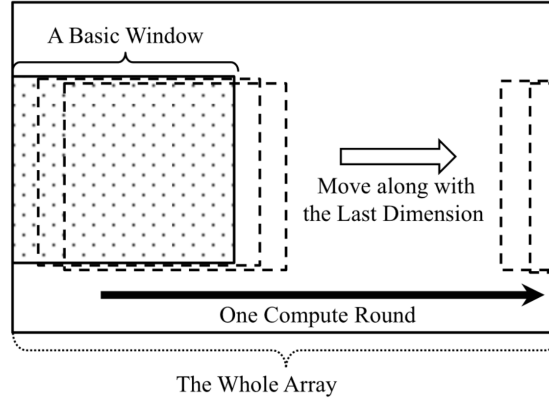 A Basic Window
Move along with
the Last Dimension
One Compute Round
The Whole Array